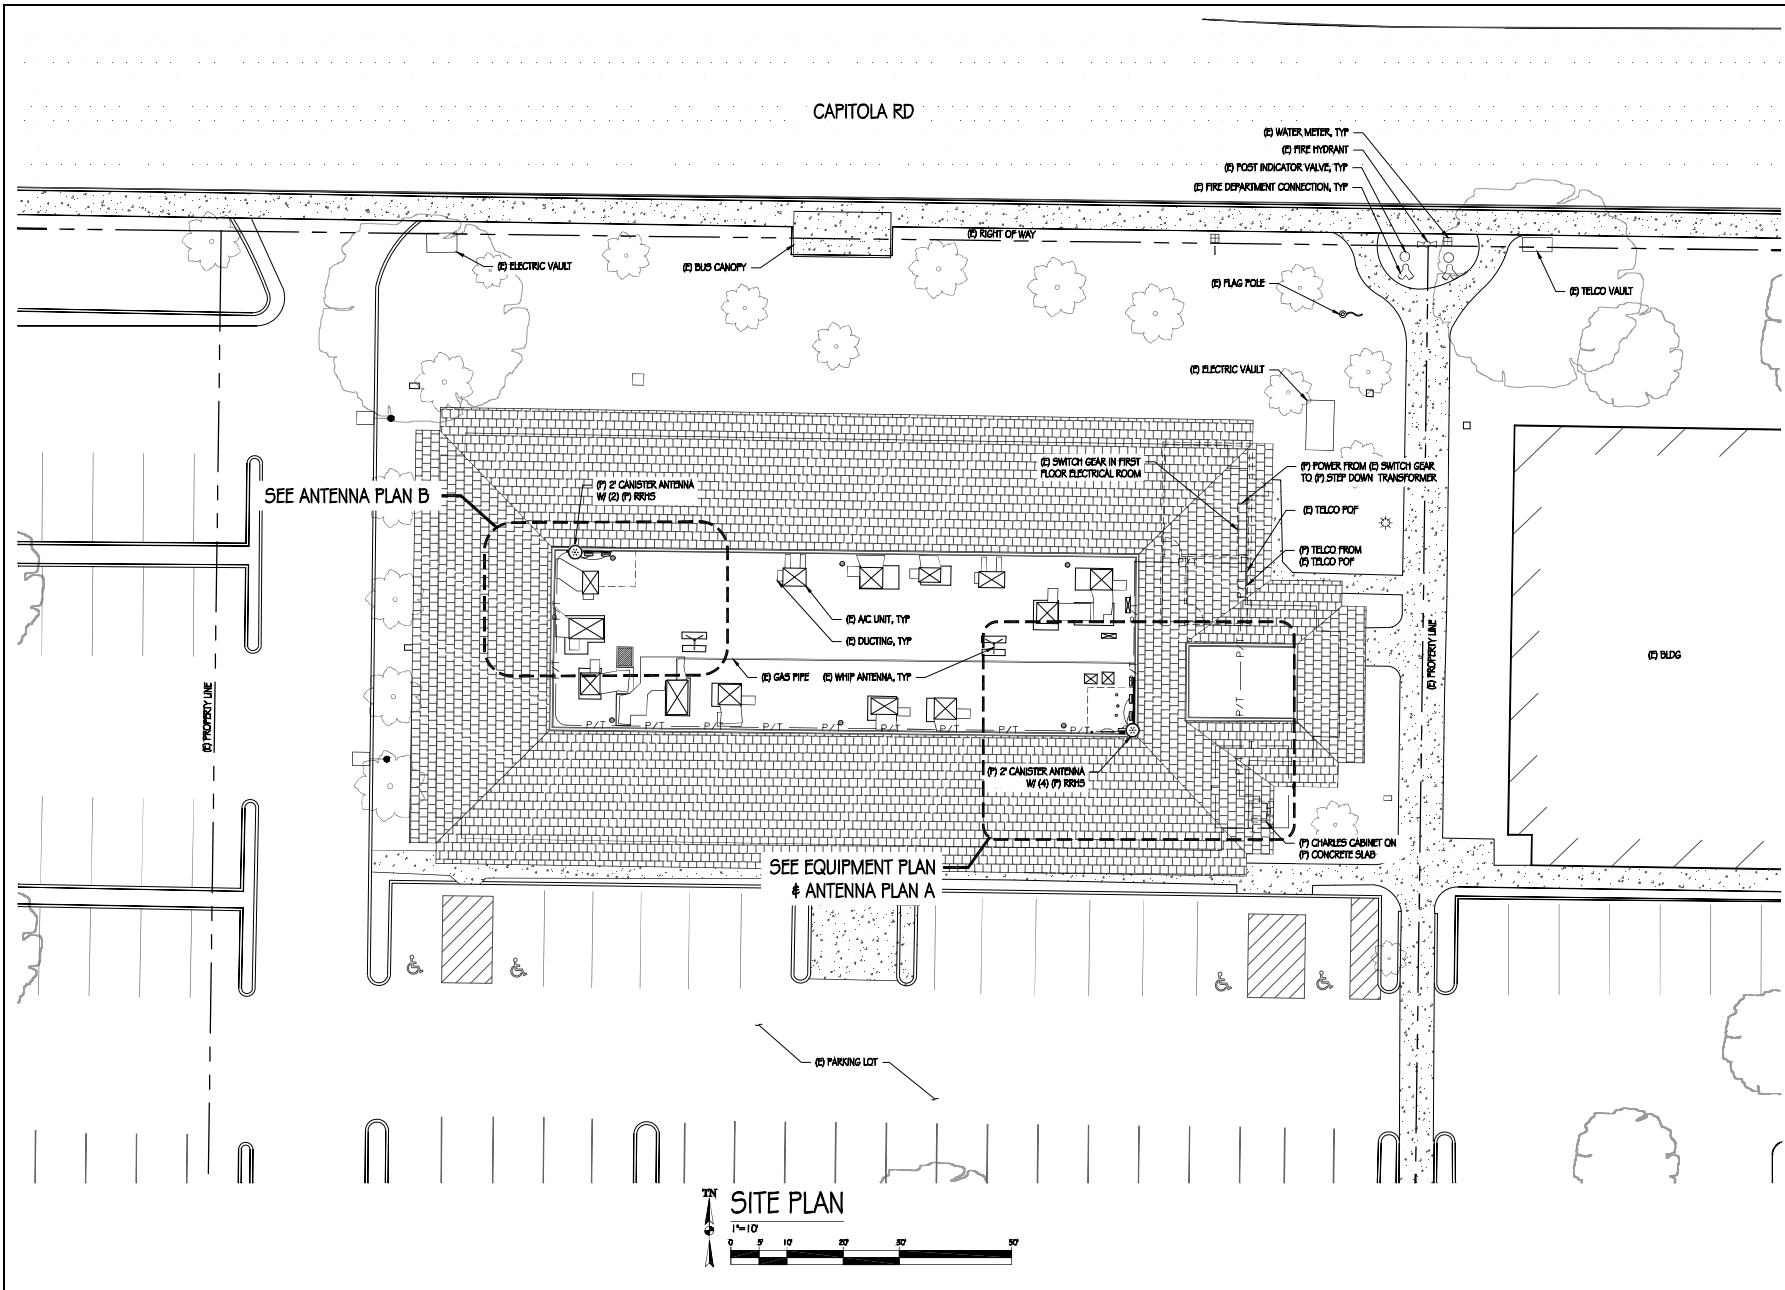 CAPITOLA RD
(E) WATER METER, TYP
(E) FIRE HYDRANT
(E) POST INDICATOR VALVE, TYP
(E) FIRE DEPARTMENT CONNECTION, TYP
(E) RIGHT OF WAY
(E) ELECTRIC VAULT
(E) BUS CANOPY
(E) FLAG POLE
(E) TELCO VAULT
(E) ELECTRIC VAULT
(E) SWITCH GEAR IN FIRST
FLOOR ELECTRICAL ROOM
(P) POWER FROM (E) SWITCH GEAR
TO (P) STEP DOWN TRANSFORMER
SEE ANTENNA PLAN B
(P) 2' CANISTER ANTENNA
W/ (2) (P) RRHS
(E) TELCO POF
(P) TELCO FROM
(E) TELCO POF
(E) A/C UNIT, TYP
(E) DUCTING, TYP
(E) GAS PIPE
(E) WHIP ANTENNA, TYP
(E) BLDG
(E) PROPERTY LINE
(E) PROPERTY LINE
P/T P/T P/T P/T P/T P/T P/T P/T P/T
P/T
P/T
P/T
P/T
(P) 2' CANISTER ANTENNA
W/ (4) (P) RRHS
(P) CHARLES CABINET ON
(P) CONCRETE SLAB
SEE EQUIPMENT PLAN
& ANTENNA PLAN A
(E) PARKING LOT
TN
SITE PLAN
1"=10'
0 5' 10' 20' 30' 50'